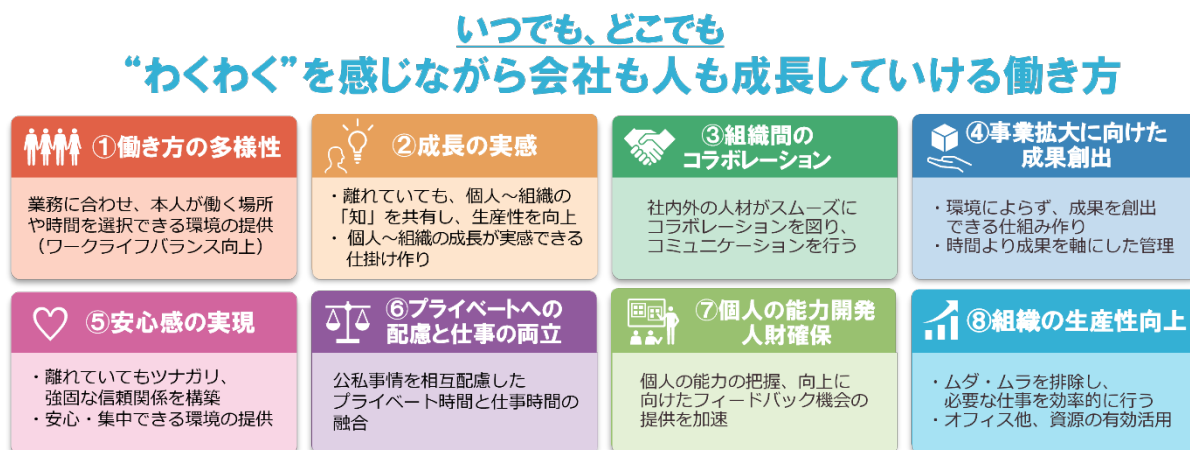 いつでも、どこでも
“わくわく”を感じながら会社も人も成長していける働き方
①働き方の多様性
業務に合わせ、本人が働く場所
や時間を選択できる環境の提供
（ワークライフバランス向上）
②成長の実感
・離れていても、個人～組織の
「知」を共有し、生産性を向上
・ 個人～組織の成長が実感できる
仕掛け作り
③組織間の
コラボレーション
社内外の人材がスムーズに
コラボレーションを図り、
コミュニケーションを行う
④事業拡大に向けた
成果創出
・環境によらず、成果を創出
できる仕組み作り
・時間より成果を軸にした管理
⑤安心感の実現
・離れていてもツナガリ、
強固な信頼関係を構築
・安心・集中できる環境の提供
⑥プライベートへの
配慮と仕事の両立
公私事情を相互配慮した
プライベート時間と仕事時間の
融合
⑦個人の能力開発
人財確保
個人の能力の把握、向上に
向けたフィードバック機会の
提供を加速
⑧組織の生産性向上
・ムダ・ムラを排除し、
必要な仕事を効率的に行う
・オフィス他、資源の有効活用